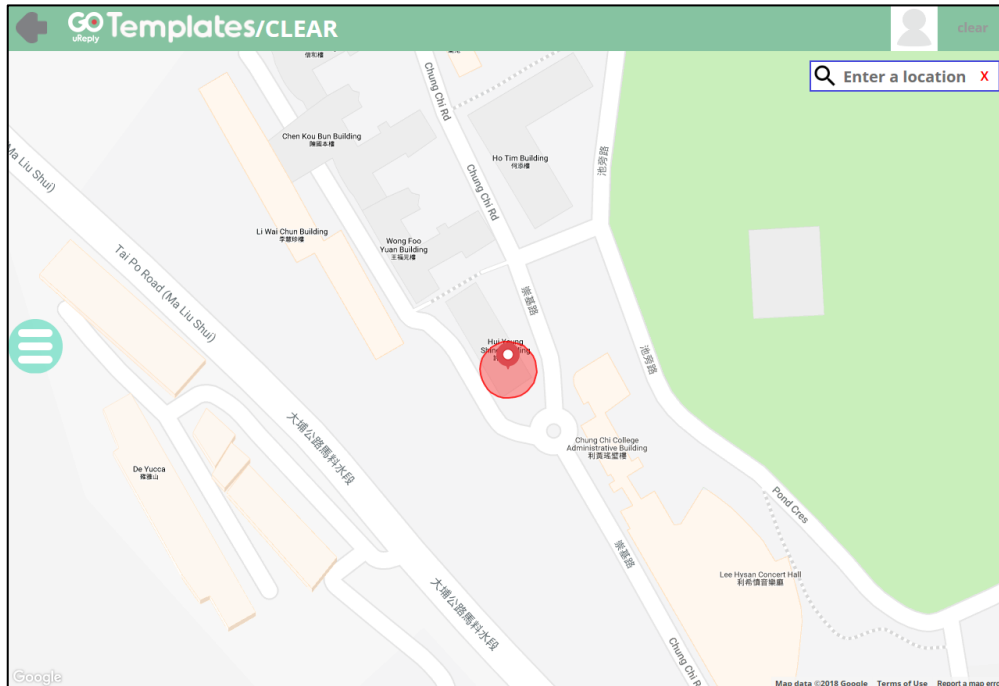 GO uReply Templates/CLEAR
clear
Enter a location X
Chung Chi Rd
Chen Kou Bun Building
陳國本樓
Ho Tim Building
何添樓
池旁路
(Ma Liu Shui)
Chung Chi Rd
Li Wai Chun Building
李慧珍樓
Wong Foo
Yuan Building
王福元樓
Tai Po Road (Ma Liu Shui)
崇基路
Hui Yeung
池旁路
大埔公路馬料水段
Chung Chi College
Administrative Building
利黃瑤璧樓
De Yucca
雍雅山
Pond Cres
崇基路
Lee Hysan Concert Hall
利希慎音樂廳
大埔公路馬料水段
Chung Chi R
Google
Map data ©2018 Google Terms of Use Report a map erro